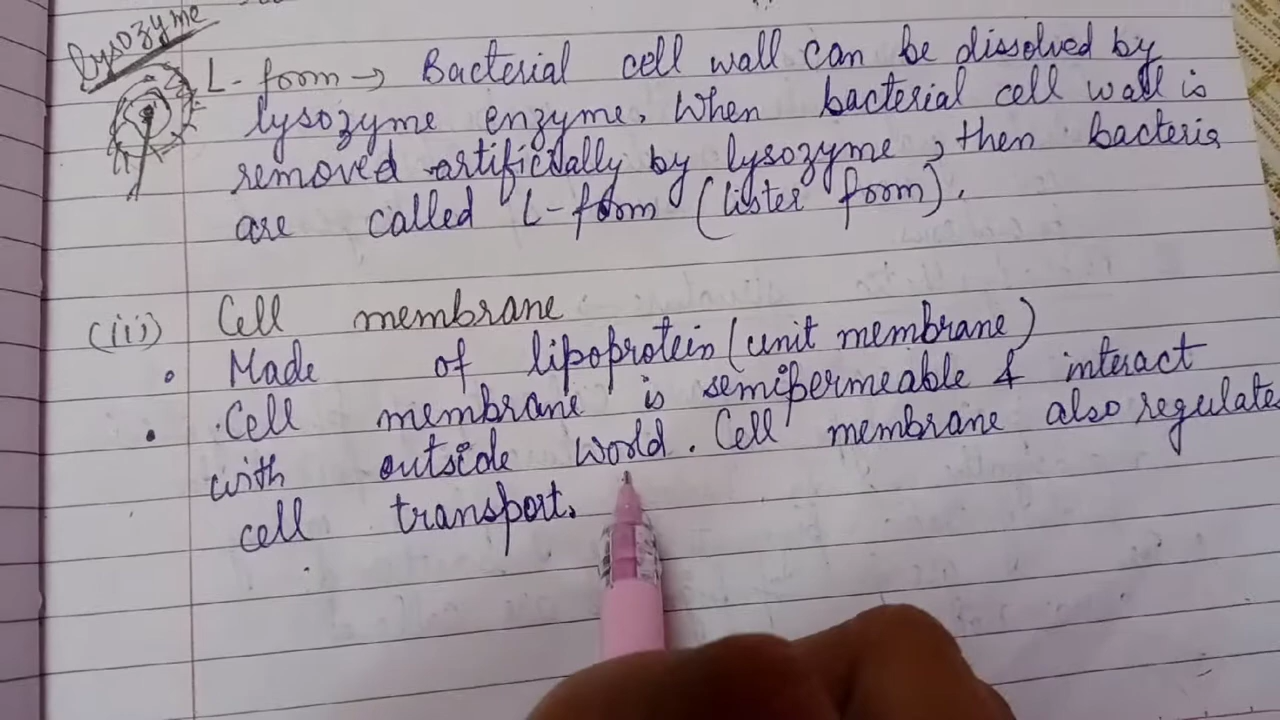 lysozyme
L-form → Bacterial cell wall can be dissolved by
lysozyme enzyme. When bacterial cell wall is
removed artificially by lysozyme, then bacteria
are called L-form (lister form).
(iii) Cell membrane
• Made of lipoprotein (unit membrane)
• Cell membrane is semipermeable & interact
with outside world. Cell membrane also regulates
cell transport.